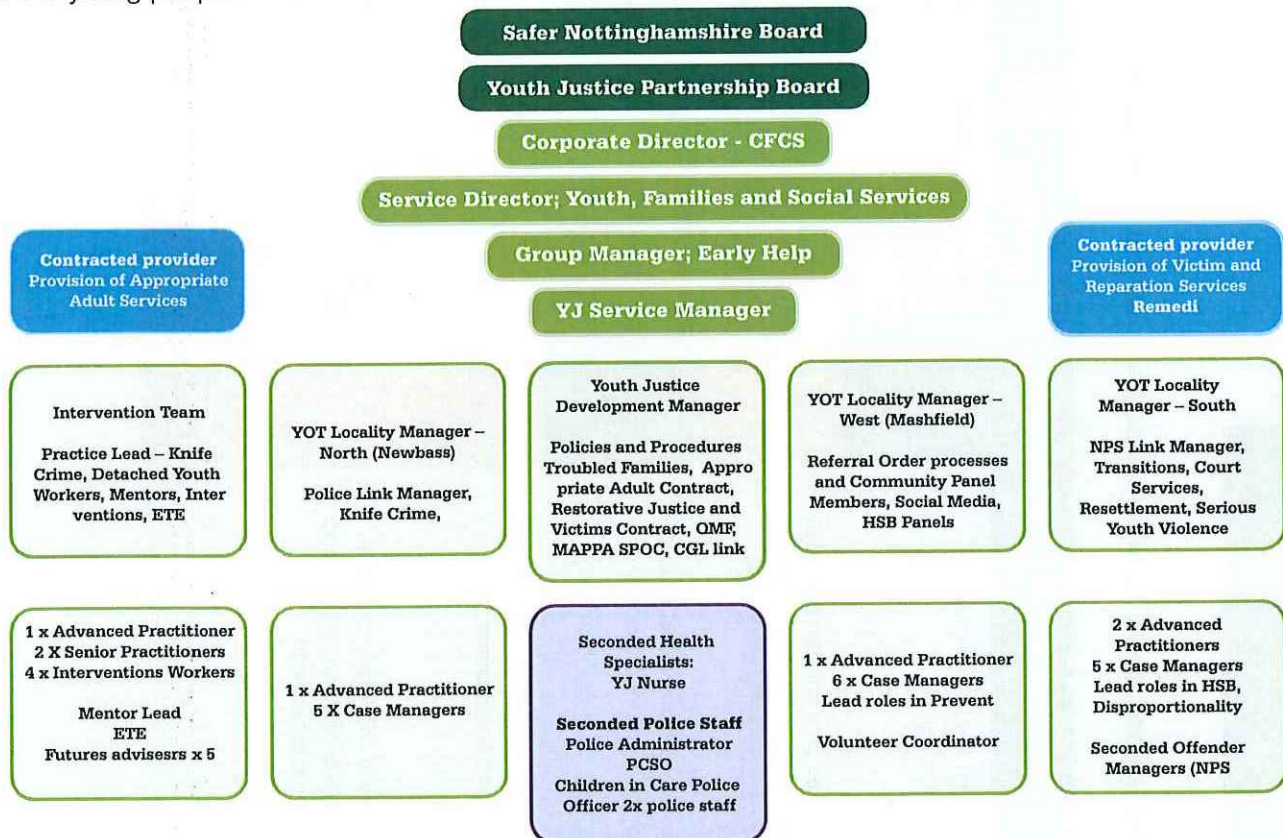 Safer Nottinghamshire Board
Youth Justice Partnership Board
Corporate Director - CFCS
Service Director; Youth, Families and Social Services
Group Manager; Early Help
YJ Service Manager
Contracted provider
Provision of Appropriate
Adult Services
Contracted provider
Provision of Victim and
Reparation Services
Remedi
Intervention Team
Practice Lead – Knife
Crime, Detached Youth
Workers, Mentors, Inter
ventions, ETE
YOT Locality Manager –
North (Newbass)
Police Link Manager,
Knife Crime,
Youth Justice
Development Manager
Policies and Procedures
Troubled Families, Appro
priate Adult Contract,
Restorative Justice and
Victims Contract, QMF,
MAPPA SPOC, CGL link
YOT Locality Manager –
West (Mashfield)
Referral Order processes
and Community Panel
Members, Social Media,
HSB Panels
YOT Locality
Manager – South
NPS Link Manager,
Transitions, Court
Services,
Resettlement, Serious
Youth Violence
1 x Advanced Practitioner
2 X Senior Practitioners
4 x Interventions Workers
Mentor Lead
ETE
Futures advisesrs x 5
1 x Advanced Practitioner
5 X Case Managers
Seconded Health
Specialists:
YJ Nurse
Seconded Police Staff
Police Administrator
PCSO
Children in Care Police
Officer 2x police staff
1 x Advanced Practitioner
6 x Case Managers
Lead roles in Prevent
Volunteer Coordinator
2 x Advanced
Practitioners
5 x Case Managers
Lead roles in HSB,
Disproportionality
Seconded Offender
Managers (NPS